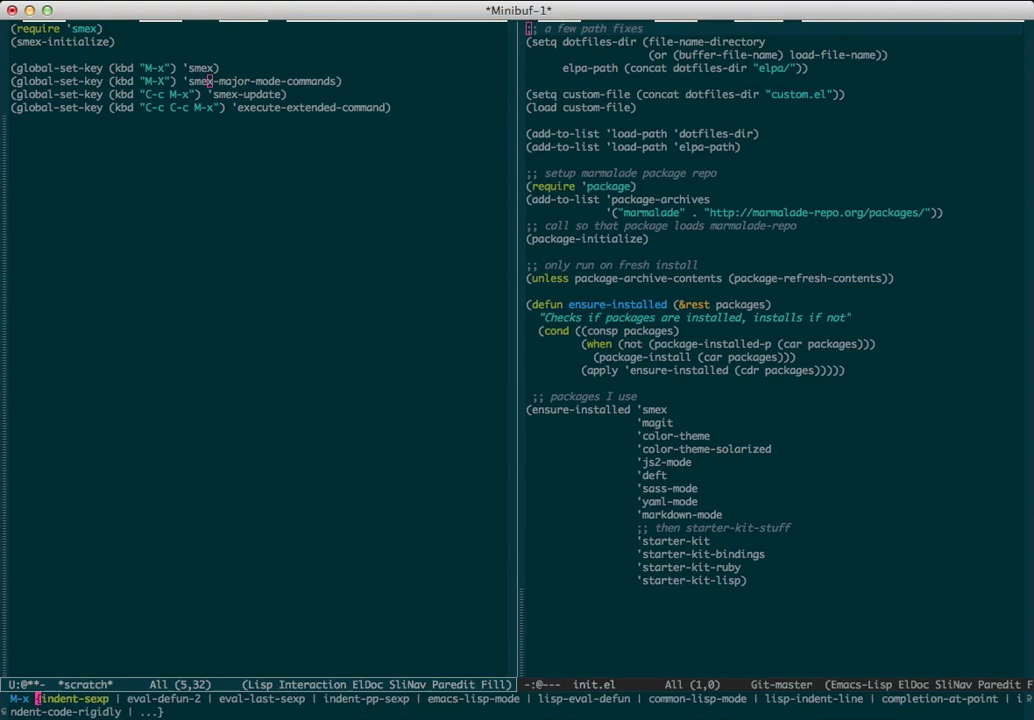 *Minibuf-1*
(require 'smex)
(smex-initialize)
(global-set-key (kbd "M-x") 'smex)
(global-set-key (kbd "M-X") 'smex-major-mode-commands)
(global-set-key (kbd "C-c M-x") 'smex-update)
(global-set-key (kbd "C-c C-c M-x") 'execute-extended-command)
U:@**-  *scratch*      All (5,32)     (Lisp Interaction ElDoc SliNav Paredit Fill)
;; a few path fixes
(setq dotfiles-dir (file-name-directory
(or (buffer-file-name) load-file-name))
elpa-path (concat dotfiles-dir "elpa/"))
(setq custom-file (concat dotfiles-dir "custom.el"))
(load custom-file)
(add-to-list 'load-path 'dotfiles-dir)
(add-to-list 'load-path 'elpa-path)
;; setup marmalade package repo
(require 'package)
(add-to-list 'package-archives
'("marmalade" . "http://marmalade-repo.org/packages/"))
;; call so that package loads marmalade-repo
(package-initialize)
;; only run on fresh install
(unless package-archive-contents (package-refresh-contents))
(defun ensure-installed (&rest packages)
"Checks if packages are installed, installs if not"
(cond ((consp packages)
(when (not (package-installed-p (car packages)))
(package-install (car packages)))
(apply 'ensure-installed (cdr packages)))))
;; packages I use
(ensure-installed 'smex
'magit
'color-theme
'color-theme-solarized
'js2-mode
'deft
'sass-mode
'yaml-mode
'markdown-mode
;; then starter-kit-stuff
'starter-kit
'starter-kit-bindings
'starter-kit-ruby
'starter-kit-lisp)
-:@---  init.el        All (1,0)      Git-master  (Emacs-Lisp ElDoc SliNav Paredit F
M-x {indent-sexp | eval-defun-2 | eval-last-sexp | indent-pp-sexp | emacs-lisp-mode | lisp-eval-defun | common-lisp-mode | lisp-indent-line | completion-at-point | i
ndent-code-rigidly | ...}